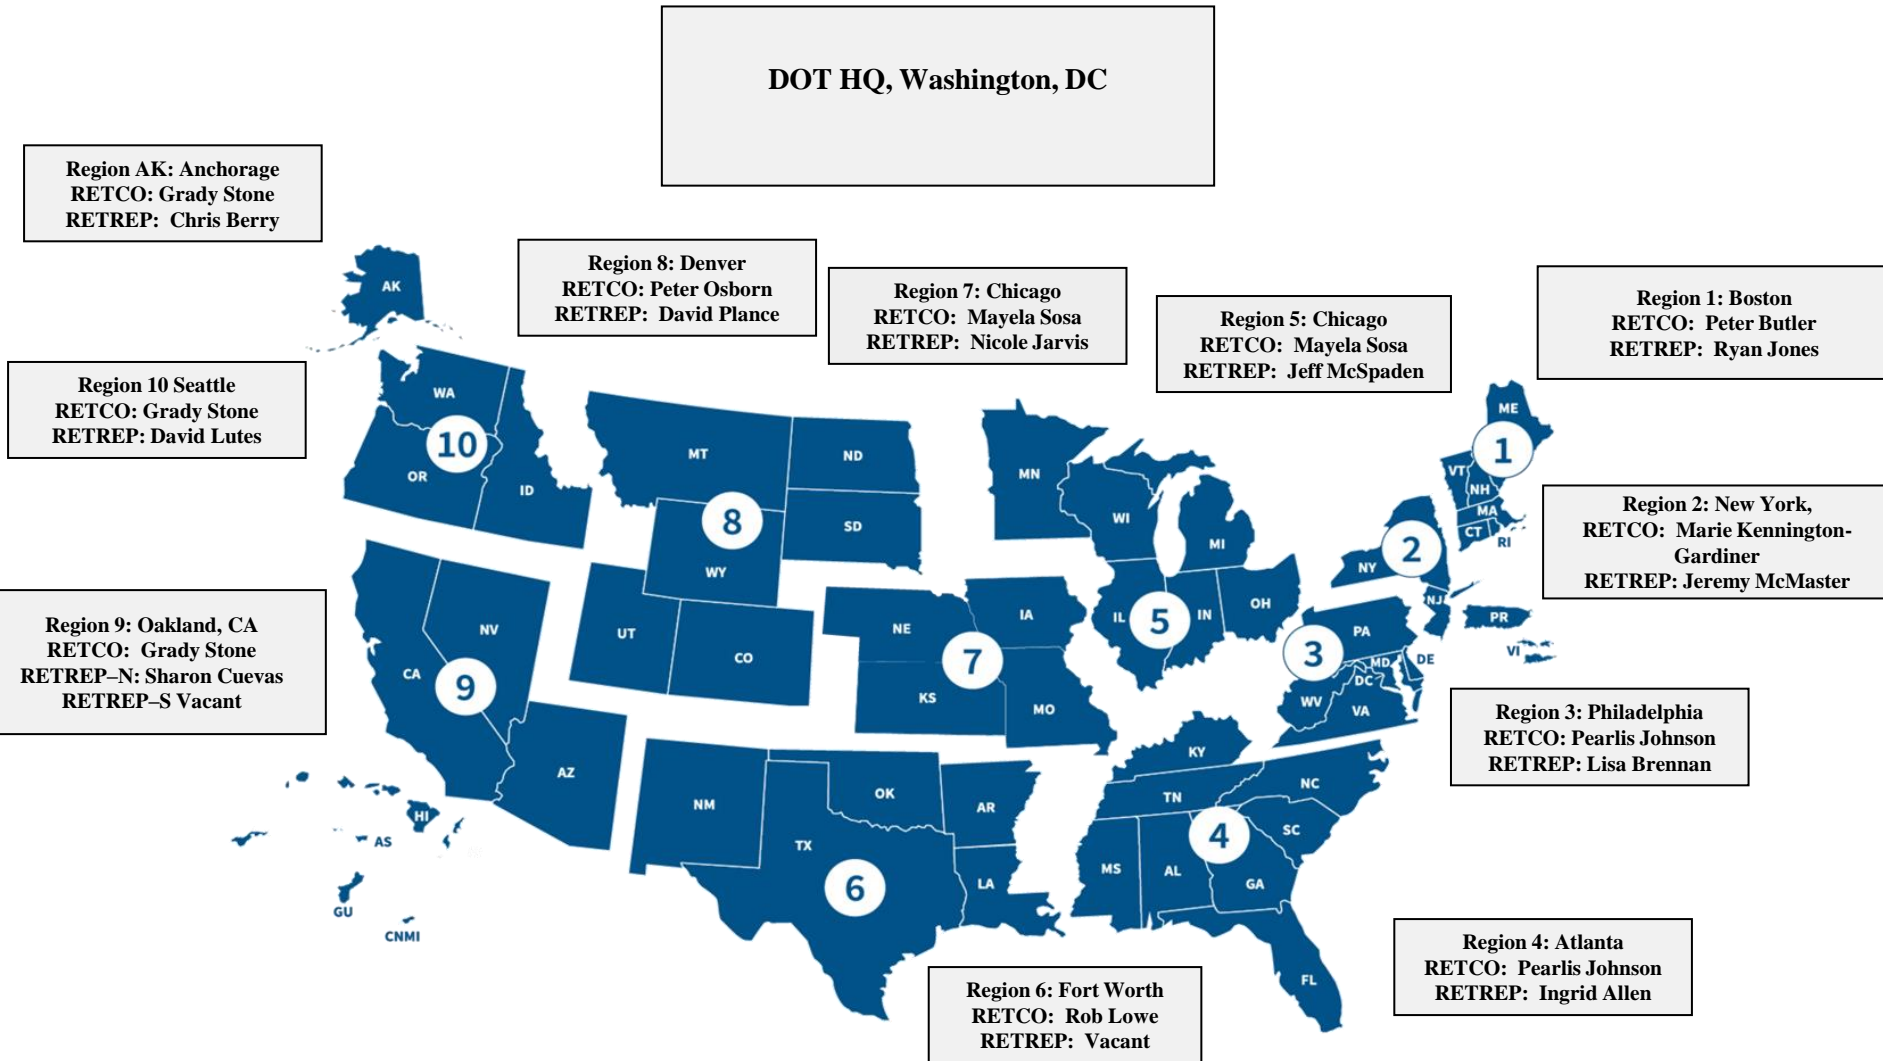 DOT HQ, Washington, DC
Region AK: Anchorage
RETCO: Grady Stone
RETREP: Chris Berry
Region 8: Denver
RETCO: Peter Osborn
RETREP: David Plance
Region 7: Chicago
RETCO: Mayela Sosa
RETREP: Nicole Jarvis
Region 5: Chicago
RETCO: Mayela Sosa
RETREP: Jeff McSpaden
Region 1: Boston
RETCO: Peter Butler
RETREP: Ryan Jones
Region 10 Seattle
RETCO: Grady Stone
RETREP: David Lutes
Region 2: New York,
RETCO: Marie Kennington-
Gardiner
RETREP: Jeremy McMaster
Region 9: Oakland, CA
RETCO: Grady Stone
RETREP–N: Sharon Cuevas
RETREP–S Vacant
Region 3: Philadelphia
RETCO: Pearlis Johnson
RETREP: Lisa Brennan
Region 4: Atlanta
RETCO: Pearlis Johnson
RETREP: Ingrid Allen
Region 6: Fort Worth
RETCO: Rob Lowe
RETREP: Vacant
AK
WA
10
OR
ID
MT
ND
8
SD
WY
UT
CO
MN
WI
MI
IL
5
IN
OH
ME
1
VT
NH
MA
CT
RI
2
NY
NJ
PR
VI
PA
3
MD
DE
DC
WV
VA
NE
IA
7
KS
MO
NV
CA
9
AZ
HI
AS
GU
CNMI
NM
OK
AR
TX
6
LA
KY
TN
NC
SC
4
MS
AL
GA
FL